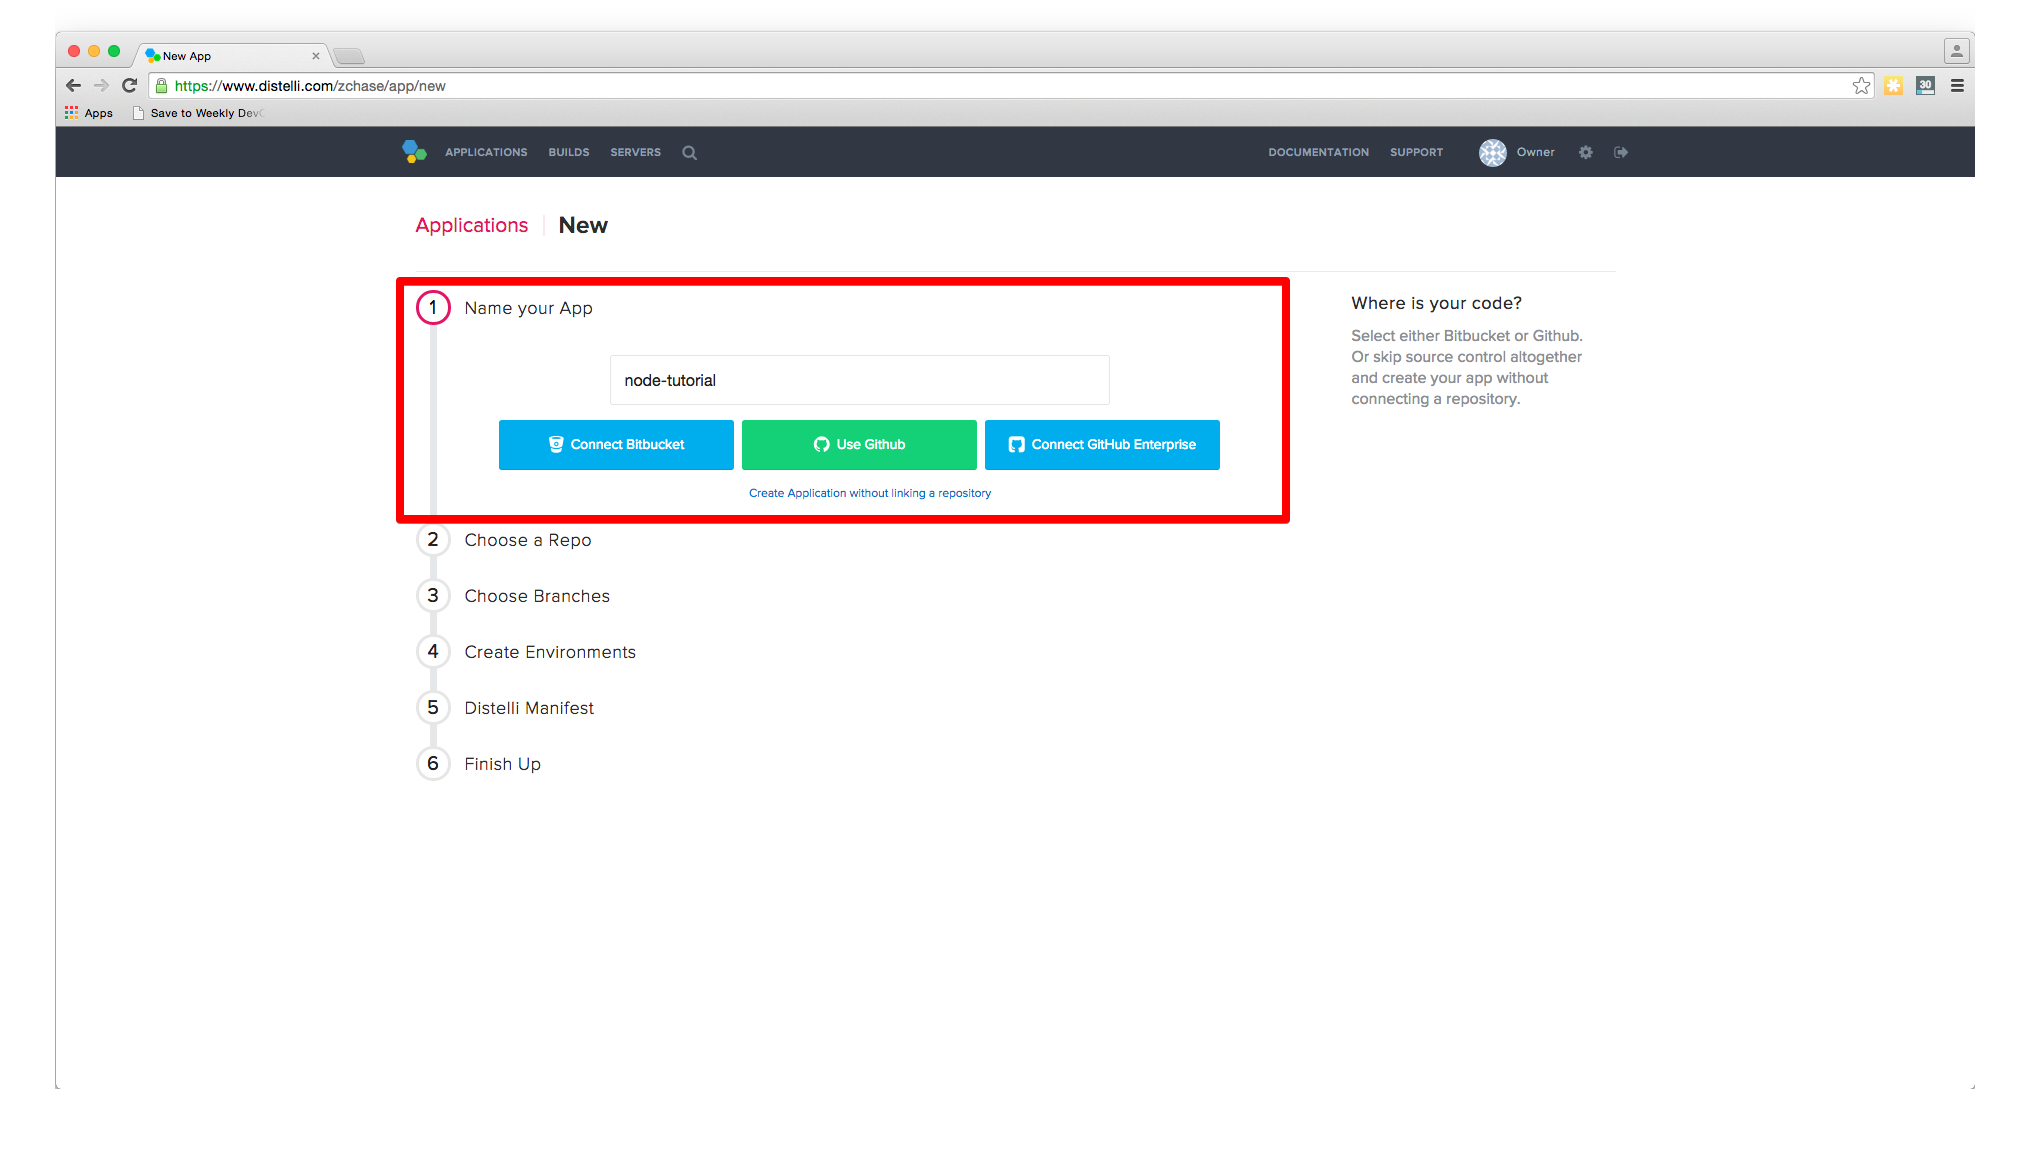 New App
https://www.distelli.com/zchase/app/new
30
Apps
Save to Weekly Dev
APPLICATIONS BUILDS SERVERS
DOCUMENTATION SUPPORT Owner
Applications New
1 Name your App
node-tutorial
Connect Bitbucket
Use Github
Connect GitHub Enterprise
Create Application without linking a repository
2 Choose a Repo
3 Choose Branches
4 Create Environments
5 Distelli Manifest
6 Finish Up
Where is your code?
Select either Bitbucket or Github.
Or skip source control altogether
and create your app without
connecting a repository.